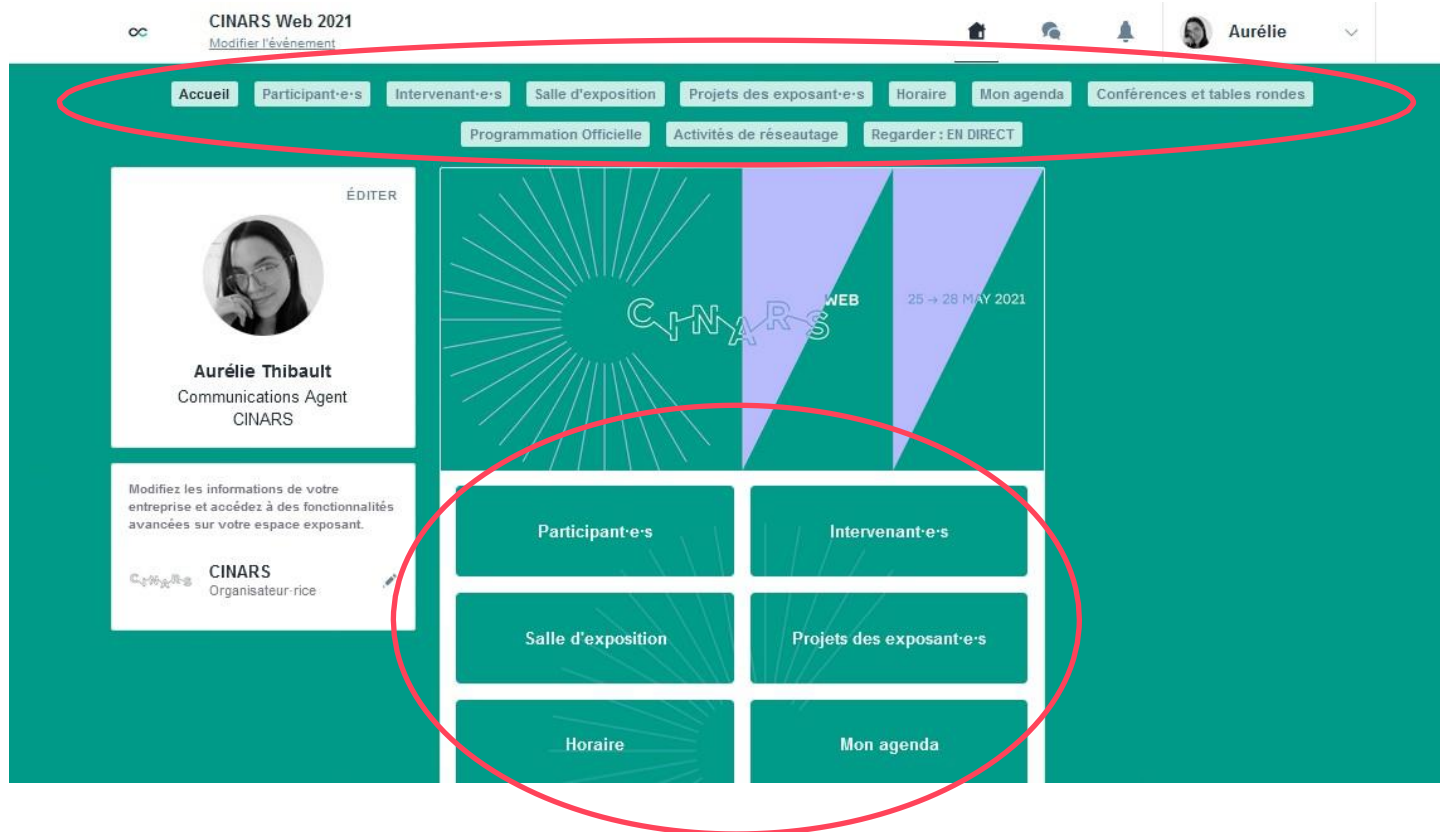 CINARS Web 2021
Modifier l'événement
Aurélie
Accueil Participant·e·s Intervenant·e·s Salle d'exposition Projets des exposant·e·s Horaire Mon agenda Conférences et tables rondes
Programmation Officielle Activités de réseautage Regarder : EN DIRECT
ÉDITER
Aurélie Thibault
Communications Agent
CINARS
Modifiez les informations de votre
entreprise et accédez à des fonctionnalités
avancées sur votre espace exposant.
CINARS
CINARS
Organisateur·rice
CINARS
WEB
25 → 28 MAY 2021
Participant·e·s
Intervenant·e·s
Salle d'exposition
Projets des exposant·e·s
Horaire
Mon agenda